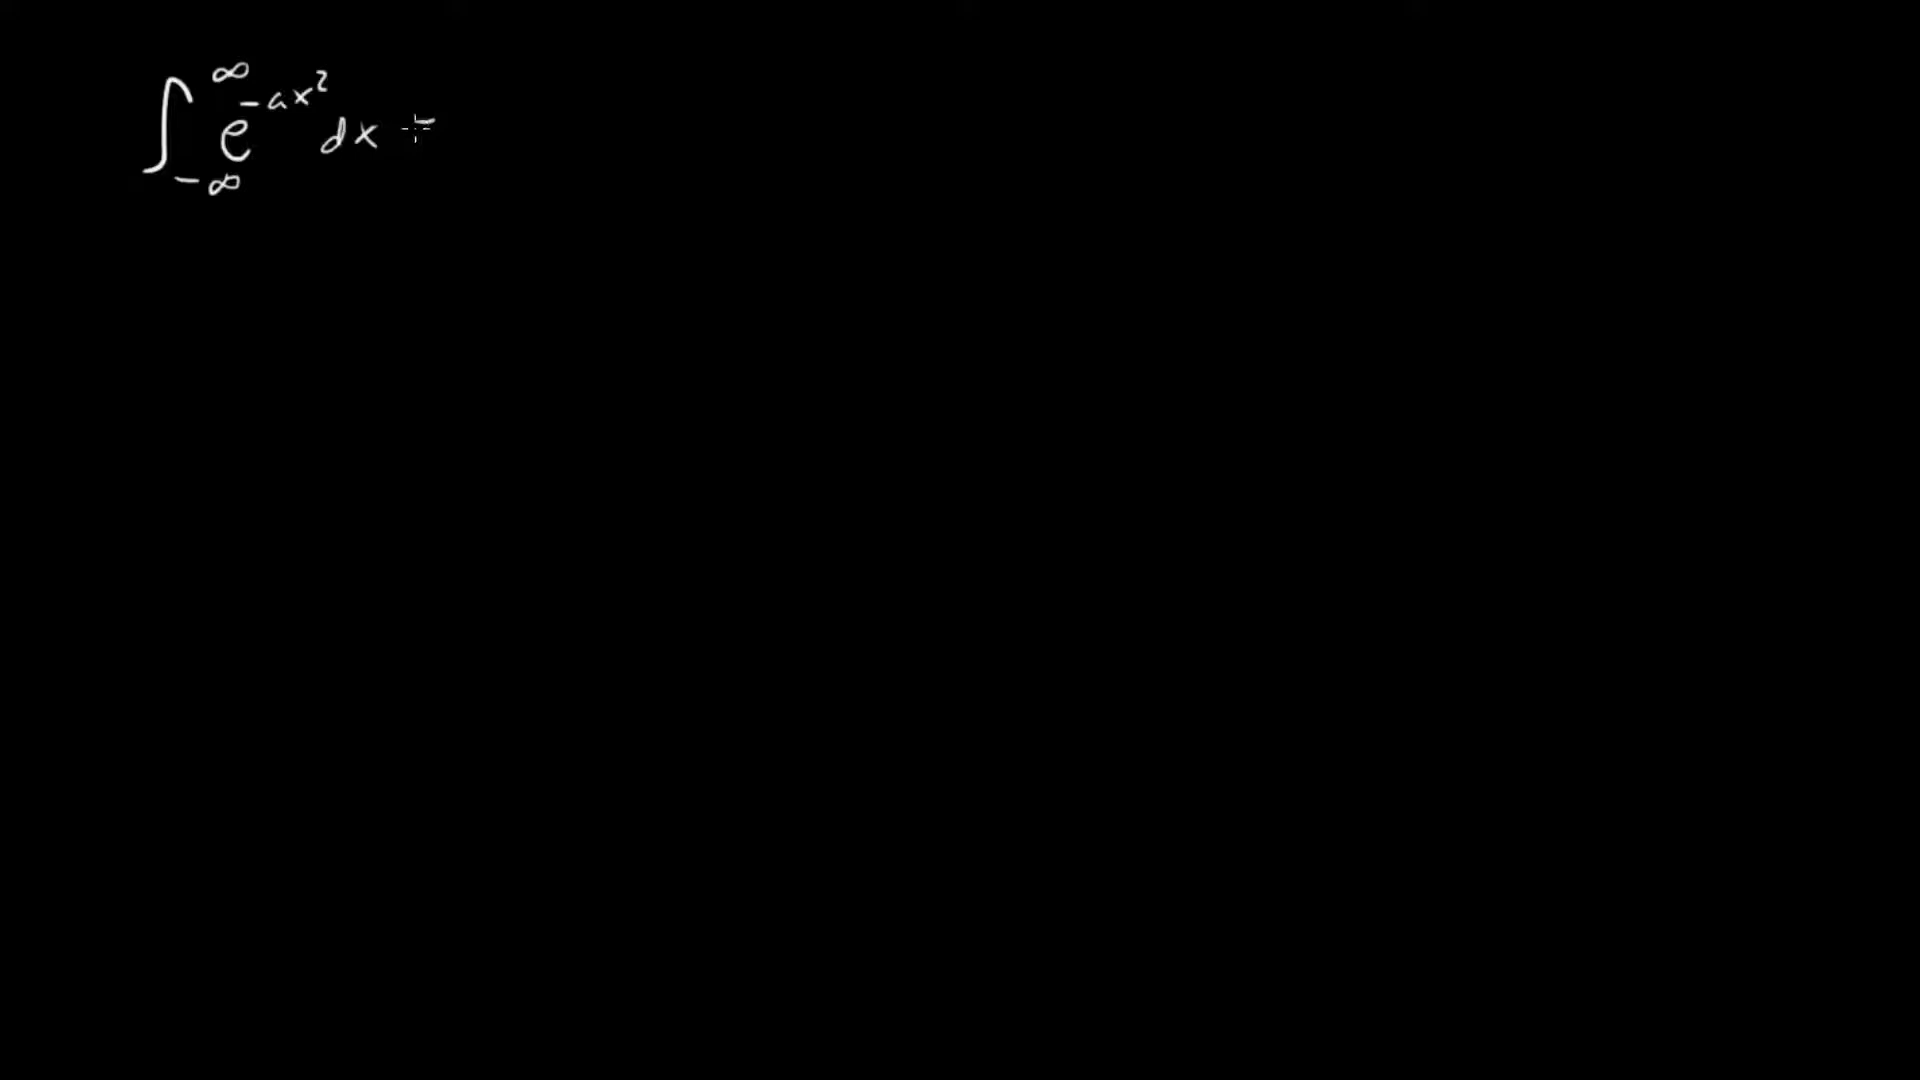 ∫_{-∞}^{∞} e^{-ax²} dx =